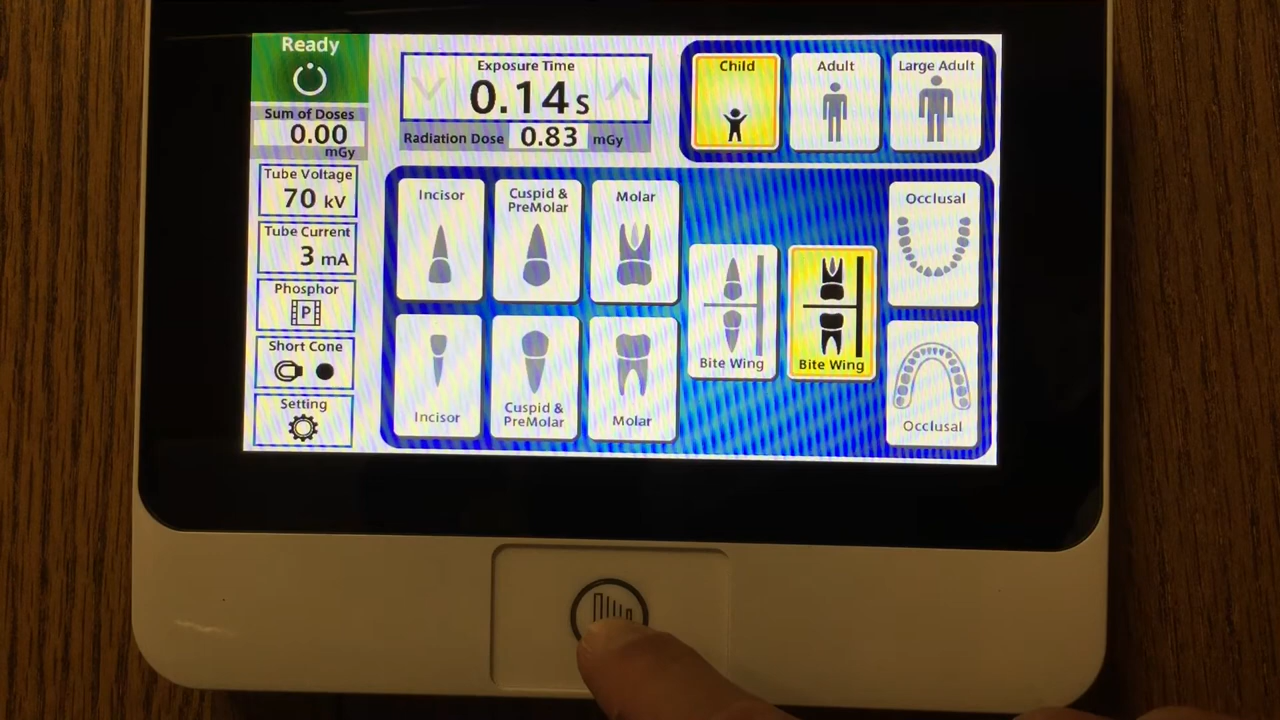 Ready
Sum of Doses
0.00
mGy
Tube Voltage
70 kV
Tube Current
3 mA
Phosphor
P
Short Cone
Setting
Exposure Time
0.14 s
Radiation Dose 0.83 mGy
Child
Adult
Large Adult
Incisor
Cuspid &
PreMolar
Molar
Bite Wing
Bite Wing
Occlusal
Incisor
Cuspid &
PreMolar
Molar
Occlusal